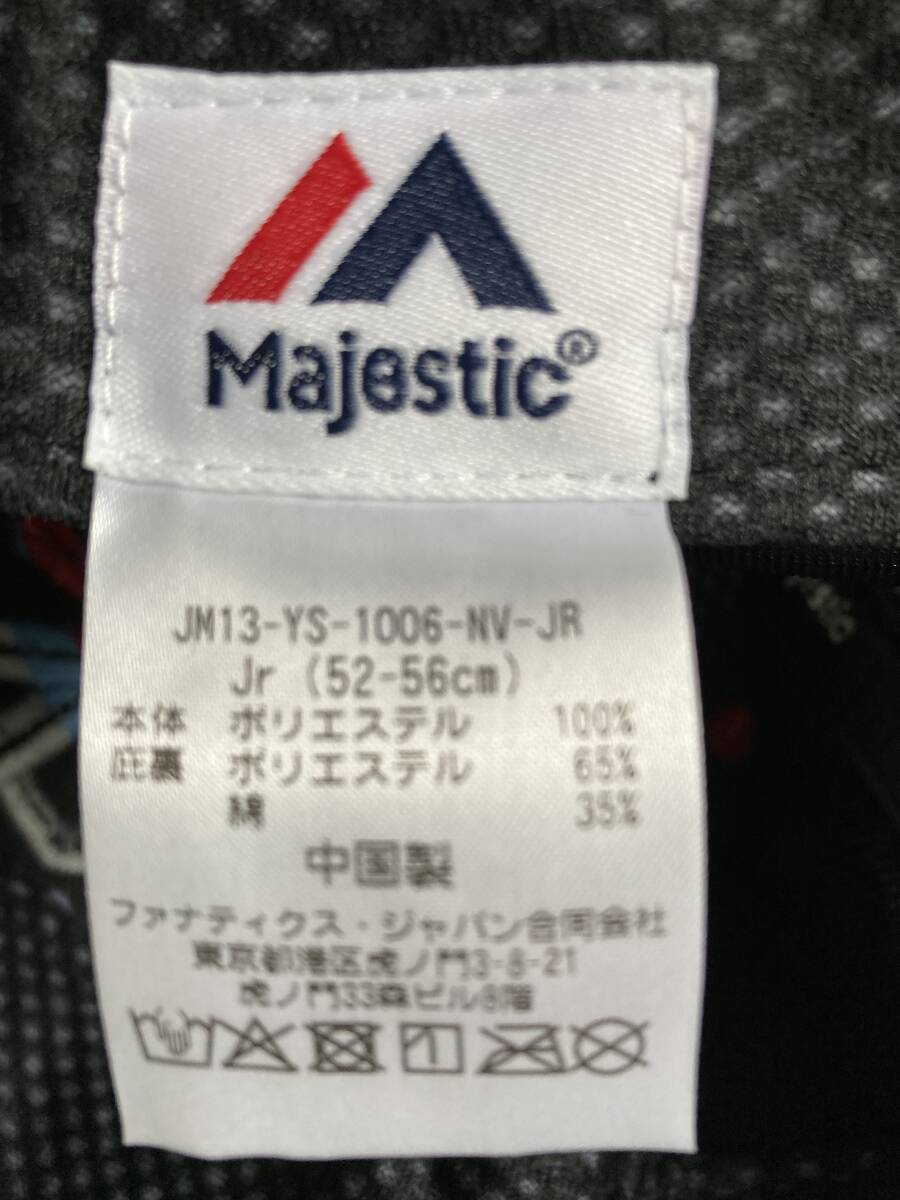 Majestic®
JM13-YS-1006-NV-JR
Jr (52-56cm)
本体 ポリエステル 100%
庇裏 ポリエステル 65%
綿 35%
中国製
ファナティクス・ジャパン合同会社
東京都港区虎ノ門3-8-21
虎ノ門33森ビル8階